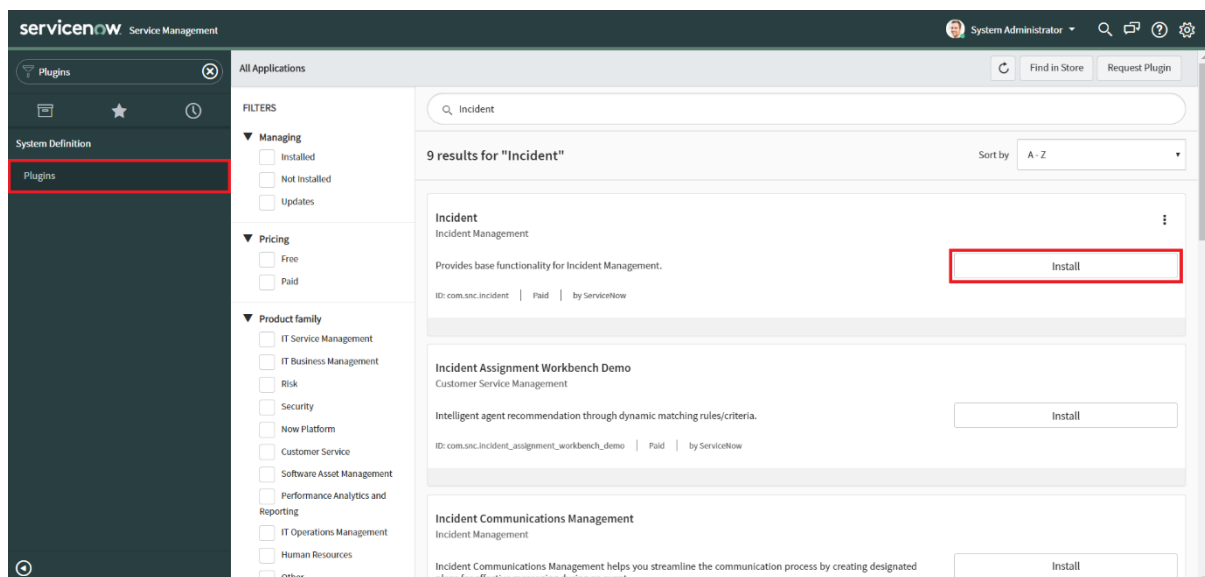 servicenow Service Management
System Administrator
Plugins
System Definition
Plugins
All Applications
Find in Store
Request Plugin
FILTERS
Managing
Installed
Not Installed
Updates
Pricing
Free
Paid
Product family
IT Service Management
IT Business Management
Risk
Security
Now Platform
Customer Service
Software Asset Management
Performance Analytics and
Reporting
IT Operations Management
Human Resources
Other
Incident
9 results for "Incident"
Sort by A - Z
Incident
Incident Management
Provides base functionality for Incident Management.
Install
ID: com.snc.incident | Paid | by ServiceNow
Incident Assignment Workbench Demo
Customer Service Management
Intelligent agent recommendation through dynamic matching rules/criteria.
Install
ID: com.snc.incident_assignment_workbench_demo | Paid | by ServiceNow
Incident Communications Management
Incident Management
Incident Communications Management helps you streamline the communication process by creating designated
Install